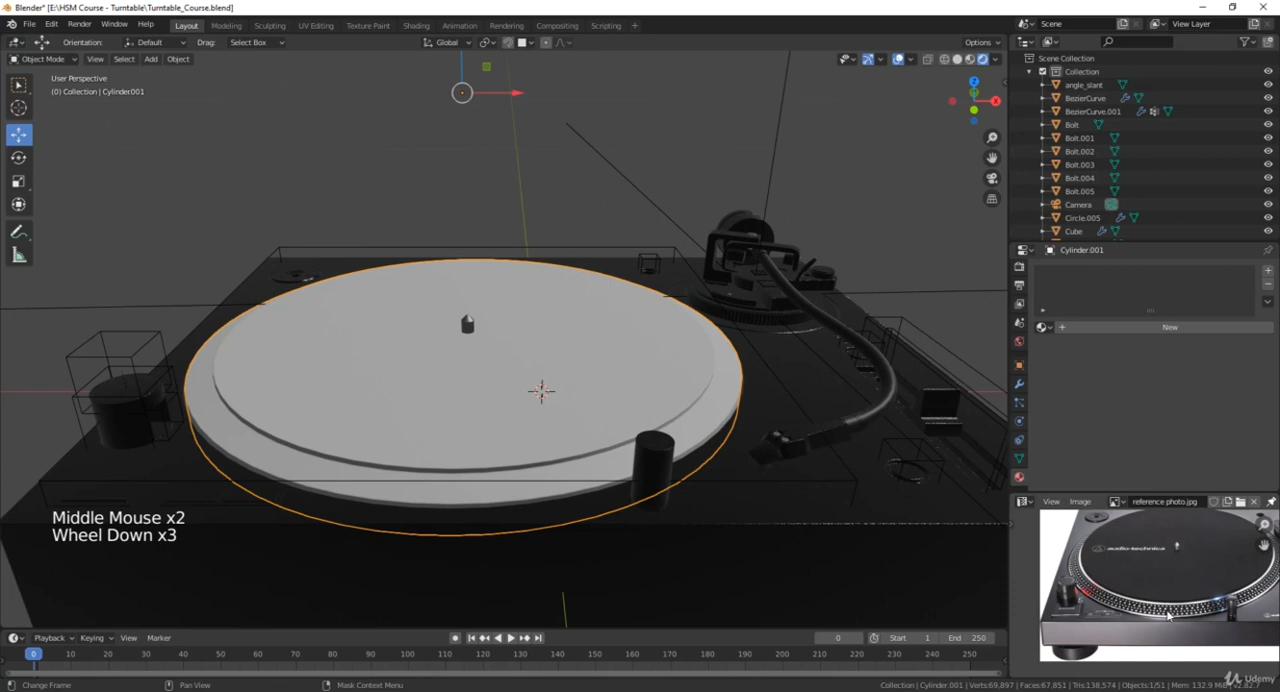 Blender* [E:\HSM Course - Turntable\Turntable_Course.blend]
File Edit Render Window Help Layout Modeling Sculpting UV Editing Texture Paint Shading Animation Rendering Compositing Scripting + Scene View Layer
Orientation: Default Drag: Select Box Global Options
Object Mode View Select Add Object
User Perspective
(0) Collection | Cylinder.001
Scene Collection
Collection
angle_slant
BezierCurve
BezierCurve.001
Bolt
Bolt.001
Bolt.002
Bolt.003
Bolt.004
Bolt.005
Camera
Circle.005
Cube
Cylinder.001
New
View Image reference photo.jpg
audio-technica
Middle Mouse x2
Wheel Down x3
Playback Keying View Marker 0 Start 1 End 250
0 10 20 30 40 50 60 70 80 90 100 110 120 130 140 150 160 170 180 190 200 210 220 230 240 250
Change Frame Pan View Mask Context Menu Collection | Cylinder.001 | Verts:69,897 | Faces:67,851 | Tris:138,574 | Objects:1/51 | Mem: 132.9 MiB | v2.82.7
Udemy